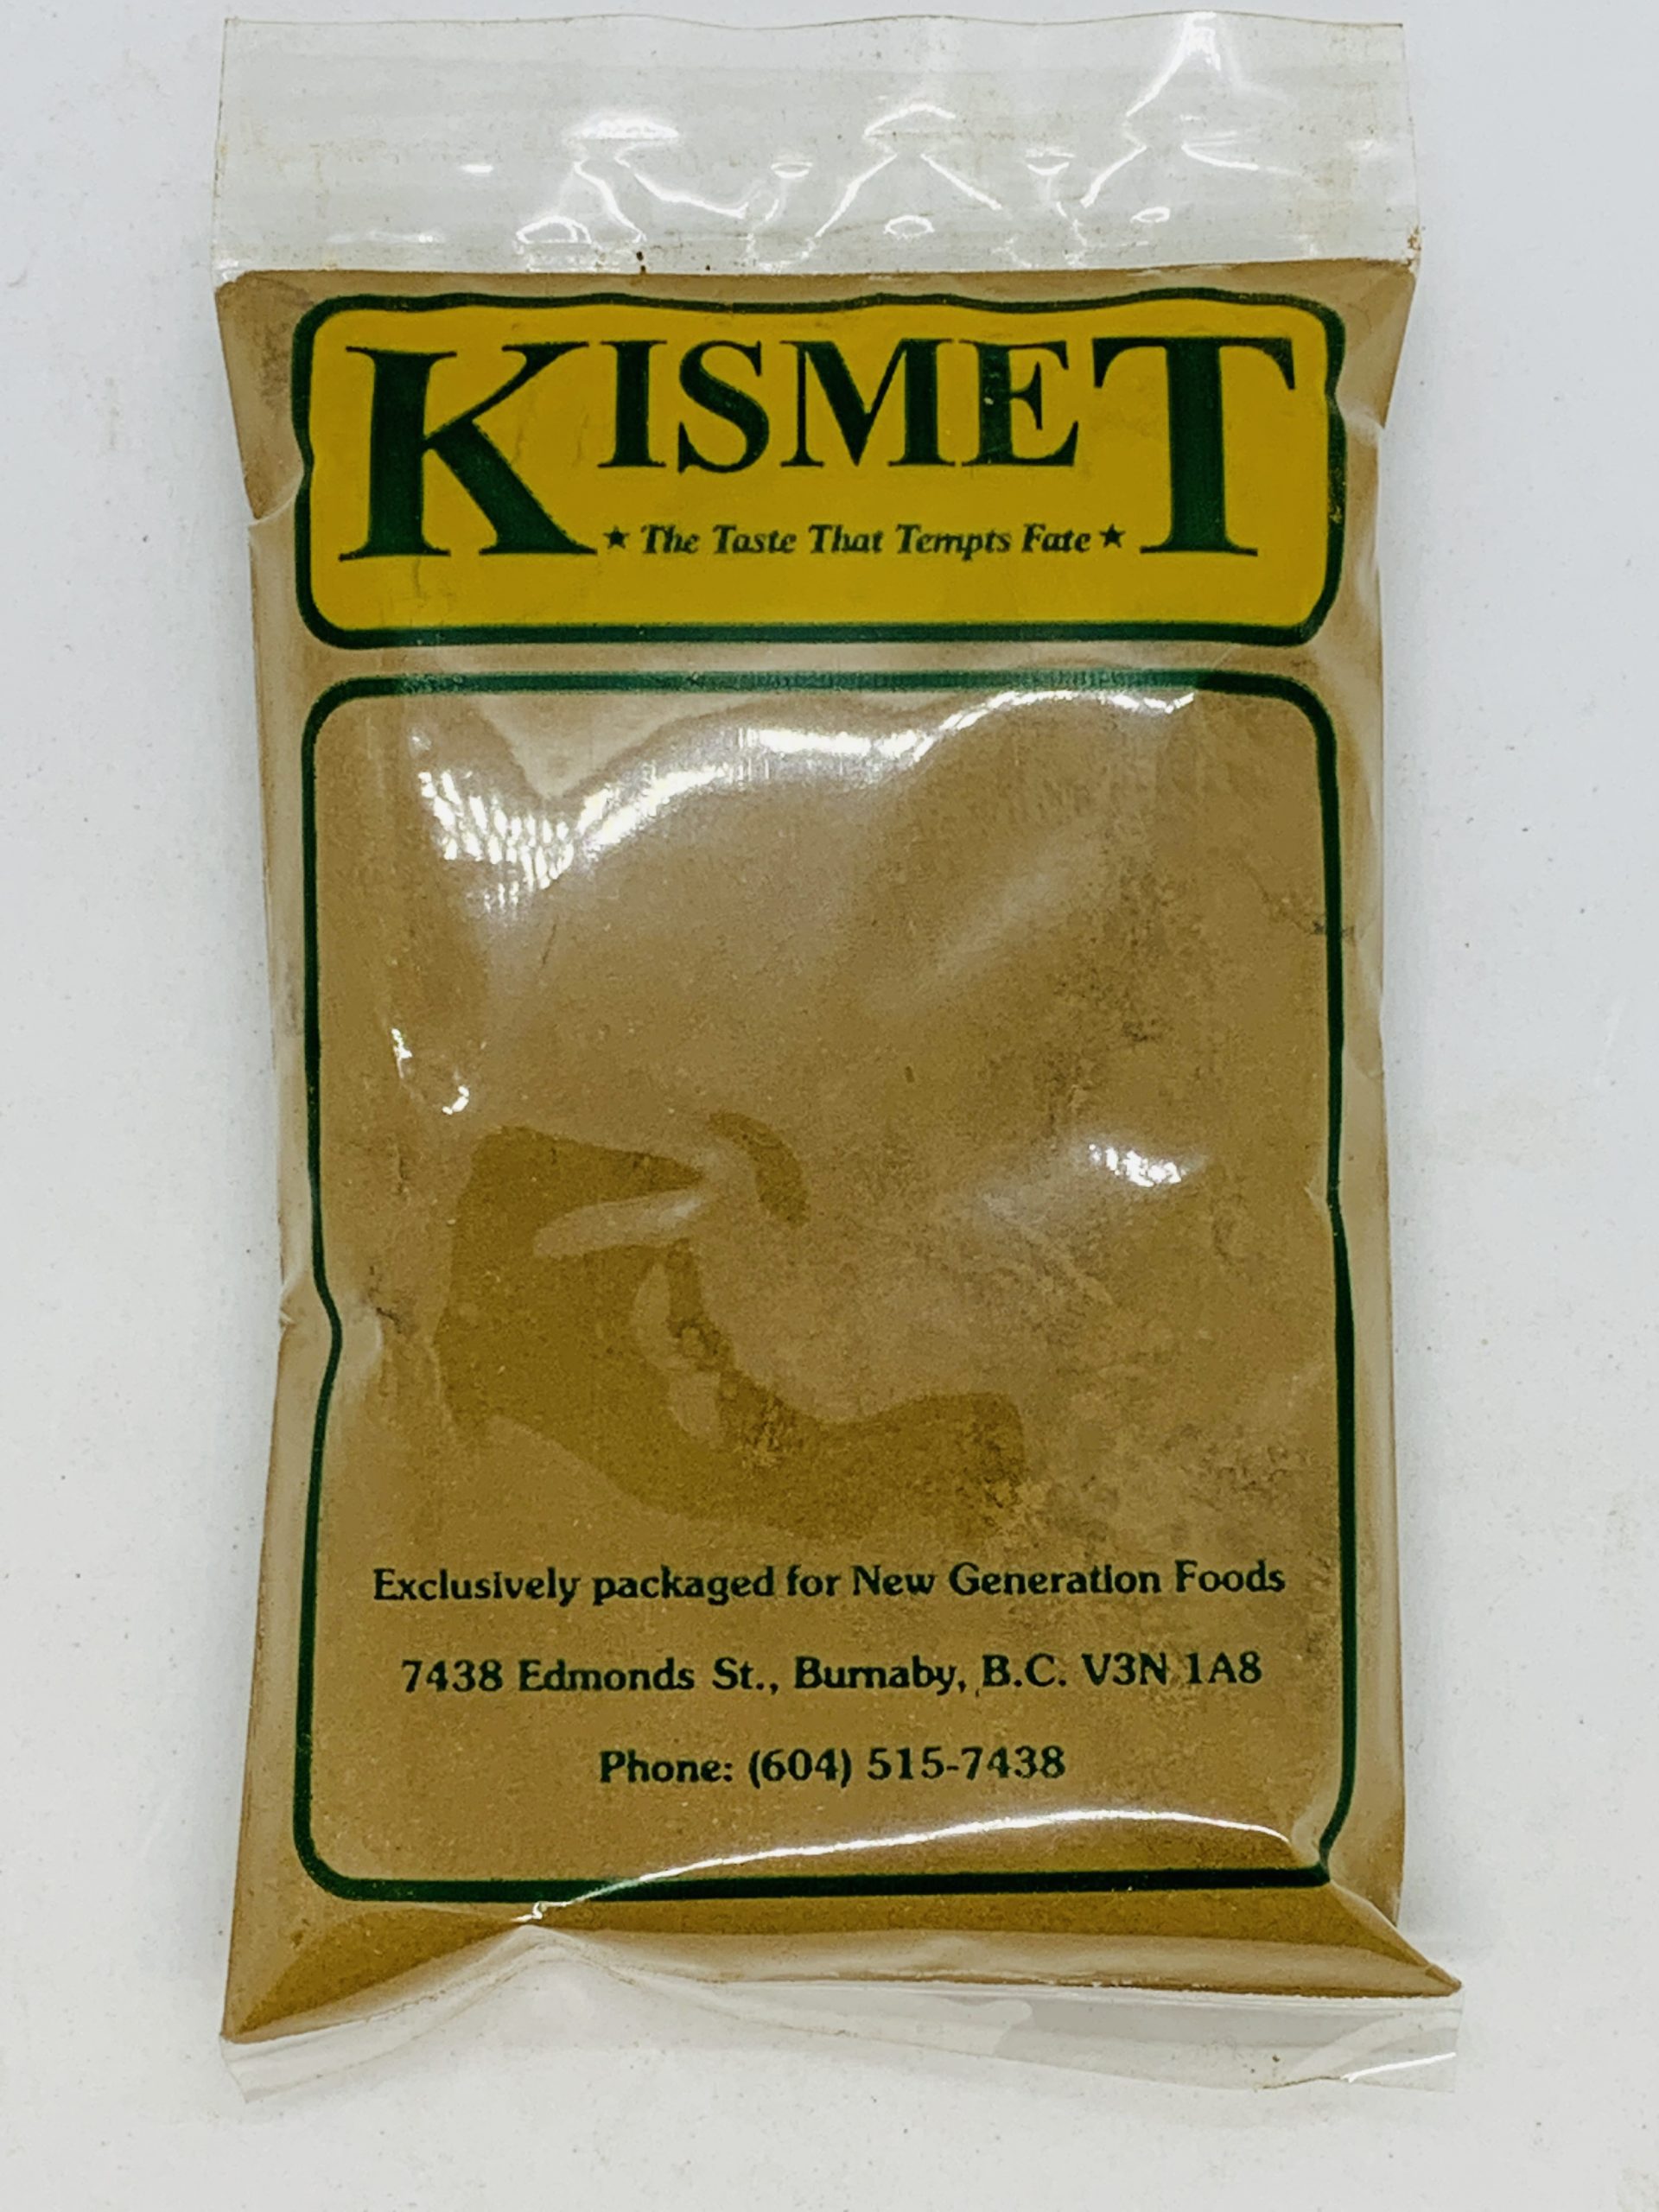 KISMET
★ The Taste That Tempts Fate ★
Exclusively packaged for New Generation Foods
7438 Edmonds St., Burnaby, B.C. V3N 1A8
Phone: (604) 515-7438